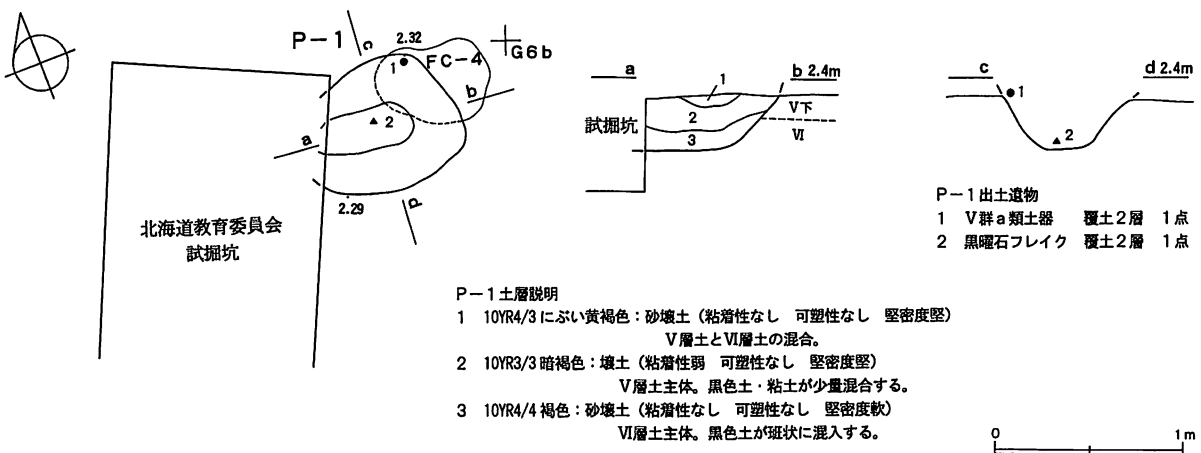 P-1
c
2.32
FC-4
G6b
1
b
2
a
d
2.29
北海道教育委員会
試掘坑
a
1
b 2.4m
V下
2
VI
試掘坑
3
c
d 2.4m
1
2
P-1出土遺物
1 V群a類土器 覆土2層 1点
2 黒曜石フレイク 覆土2層 1点
P-1土層説明
1 10YR4/3 にぶい黄褐色：砂壌土（粘着性なし 可塑性なし 堅密度堅）
V層土とVI層土の混合。
2 10YR3/3 暗褐色：壌土（粘着性弱 可塑性なし 堅密度堅）
V層土主体。黒色土・粘土が少量混合する。
3 10YR4/4 褐色：砂壌土（粘着性なし 可塑性なし 堅密度軟）
VI層土主体。黒色土が斑状に混入する。
0 1m